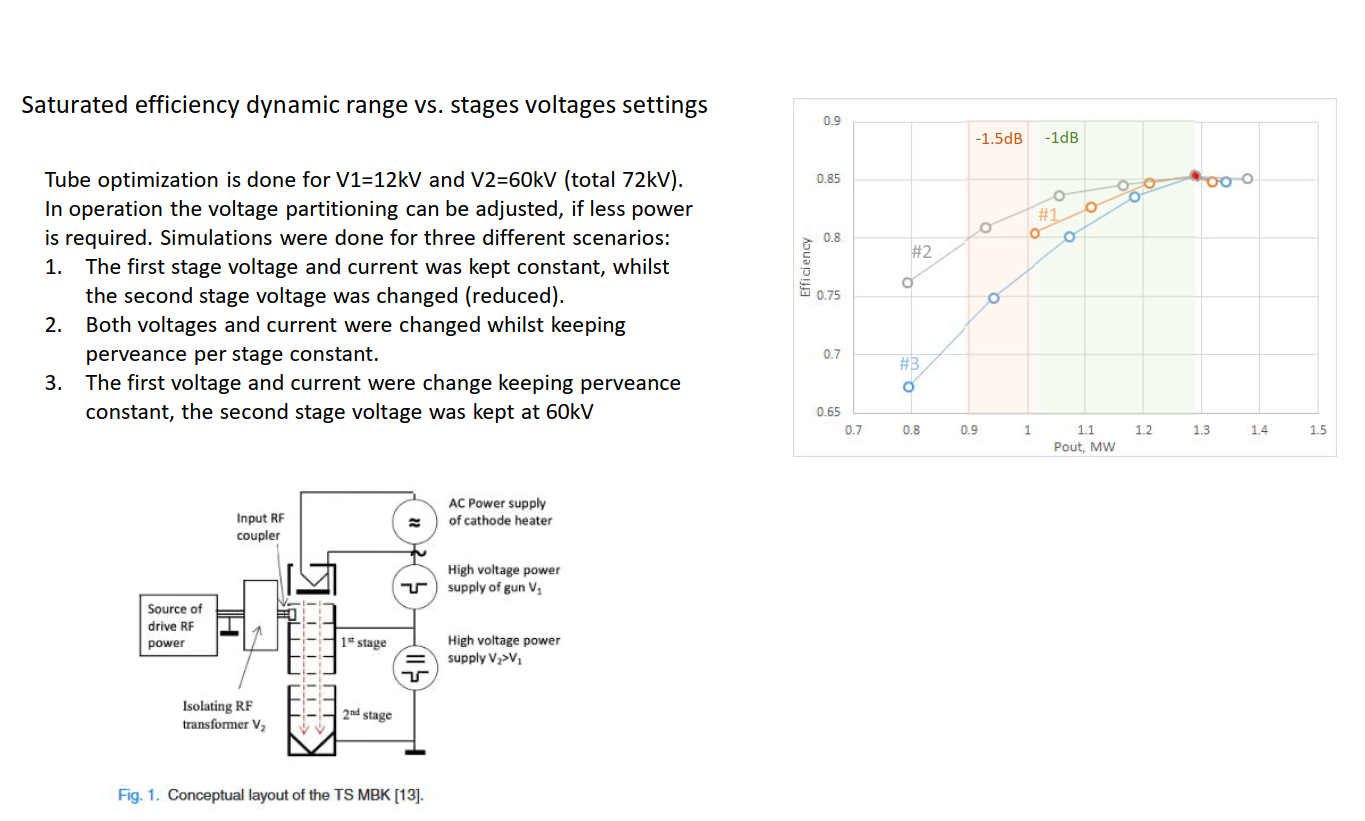 Saturated efficiency dynamic range vs. stages voltages settings
Tube optimization is done for V1=12kV and V2=60kV (total 72kV).
In operation the voltage partitioning can be adjusted, if less power
is required. Simulations were done for three different scenarios:
1. The first stage voltage and current was kept constant, whilst
the second stage voltage was changed (reduced).
2. Both voltages and current were changed whilst keeping
perveance per stage constant.
3. The first voltage and current were change keeping perveance
constant, the second stage voltage was kept at 60kV
0.9
0.85
0.8
0.75
0.7
0.65
Efficiency
-1.5dB -1dB
#1
#2
#3
0.7 0.8 0.9 1 1.1 1.2 1.3 1.4 1.5
Pout, MW
Input RF
coupler
AC Power supply
of cathode heater
High voltage power
supply of gun V₁
Source of
drive RF
power
1st stage
High voltage power
supply V₂>V₁
Isolating RF
transformer V₂
2nd stage
Fig. 1. Conceptual layout of the TS MBK [13].